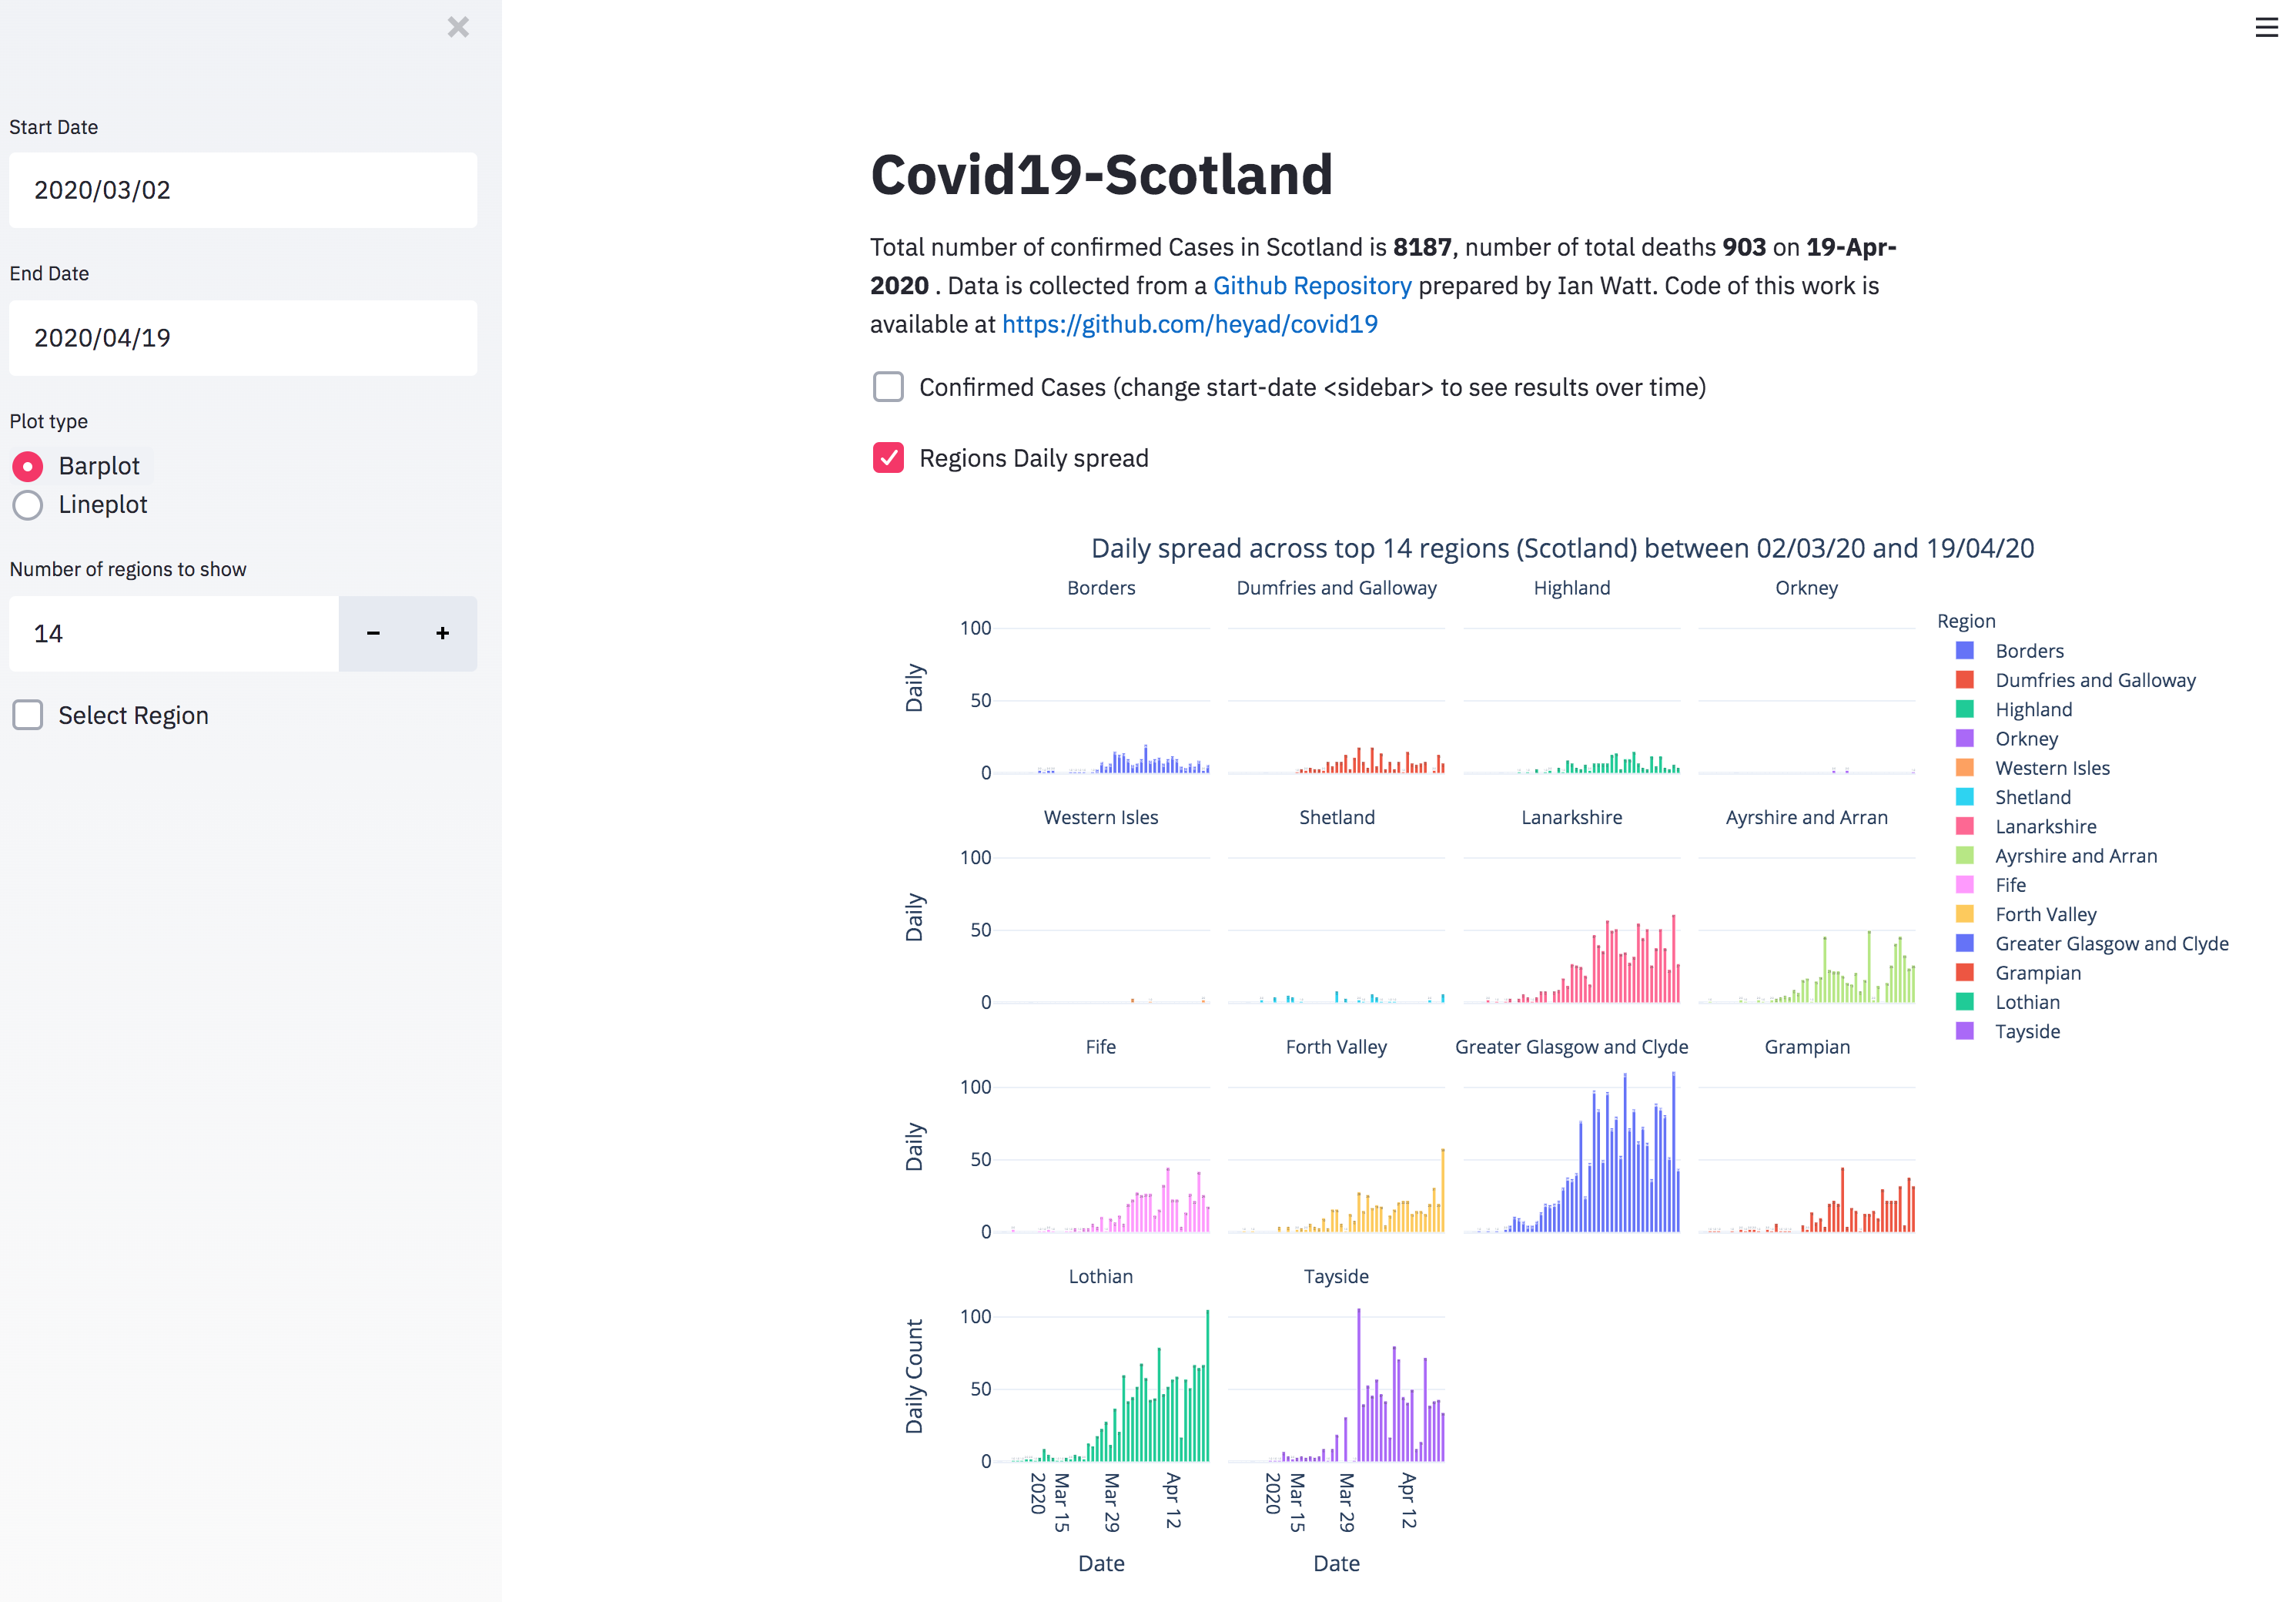 Start Date
2020/03/02
End Date
2020/04/19
Plot type
Barplot
Lineplot
Number of regions to show
14
Select Region
Covid19-Scotland
Total number of confirmed Cases in Scotland is 8187, number of total deaths 903 on 19-Apr-
2020 . Data is collected from a Github Repository prepared by Ian Watt. Code of this work is
available at https://github.com/heyad/covid19
Confirmed Cases (change start-date <sidebar> to see results over time)
Regions Daily spread
Daily spread across top 14 regions (Scotland) between 02/03/20 and 19/04/20
Borders Dumfries and Galloway Highland Orkney
100
50
0
Daily
Western Isles Shetland Lanarkshire Ayrshire and Arran
100
50
0
Daily
Fife Forth Valley Greater Glasgow and Clyde Grampian
100
50
0
Daily
Lothian Tayside
100
50
0
Daily Count
Mar 15
2020
Mar 29
Apr 12
Mar 15
2020
Mar 29
Apr 12
Date Date
Region
Borders
Dumfries and Galloway
Highland
Orkney
Western Isles
Shetland
Lanarkshire
Ayrshire and Arran
Fife
Forth Valley
Greater Glasgow and Clyde
Grampian
Lothian
Tayside